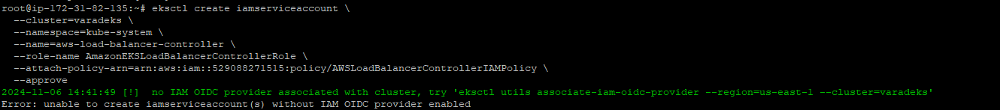 root@ip-172-31-82-135:~# eksctl create iamserviceaccount \
  --cluster=varadeks \
  --namespace=kube-system \
  --name=aws-load-balancer-controller \
  --role-name AmazonEKSLoadBalancerControllerRole \
  --attach-policy-arn=arn:aws:iam::529088271515:policy/AWSLoadBalancerControllerIAMPolicy \
  --approve
2024-11-06 14:41:49 [!]  no IAM OIDC provider associated with cluster, try 'eksctl utils associate-iam-oidc-provider --region=us-east-1 --cluster=varadeks'
Error: unable to create iamserviceaccount(s) without IAM OIDC provider enabled